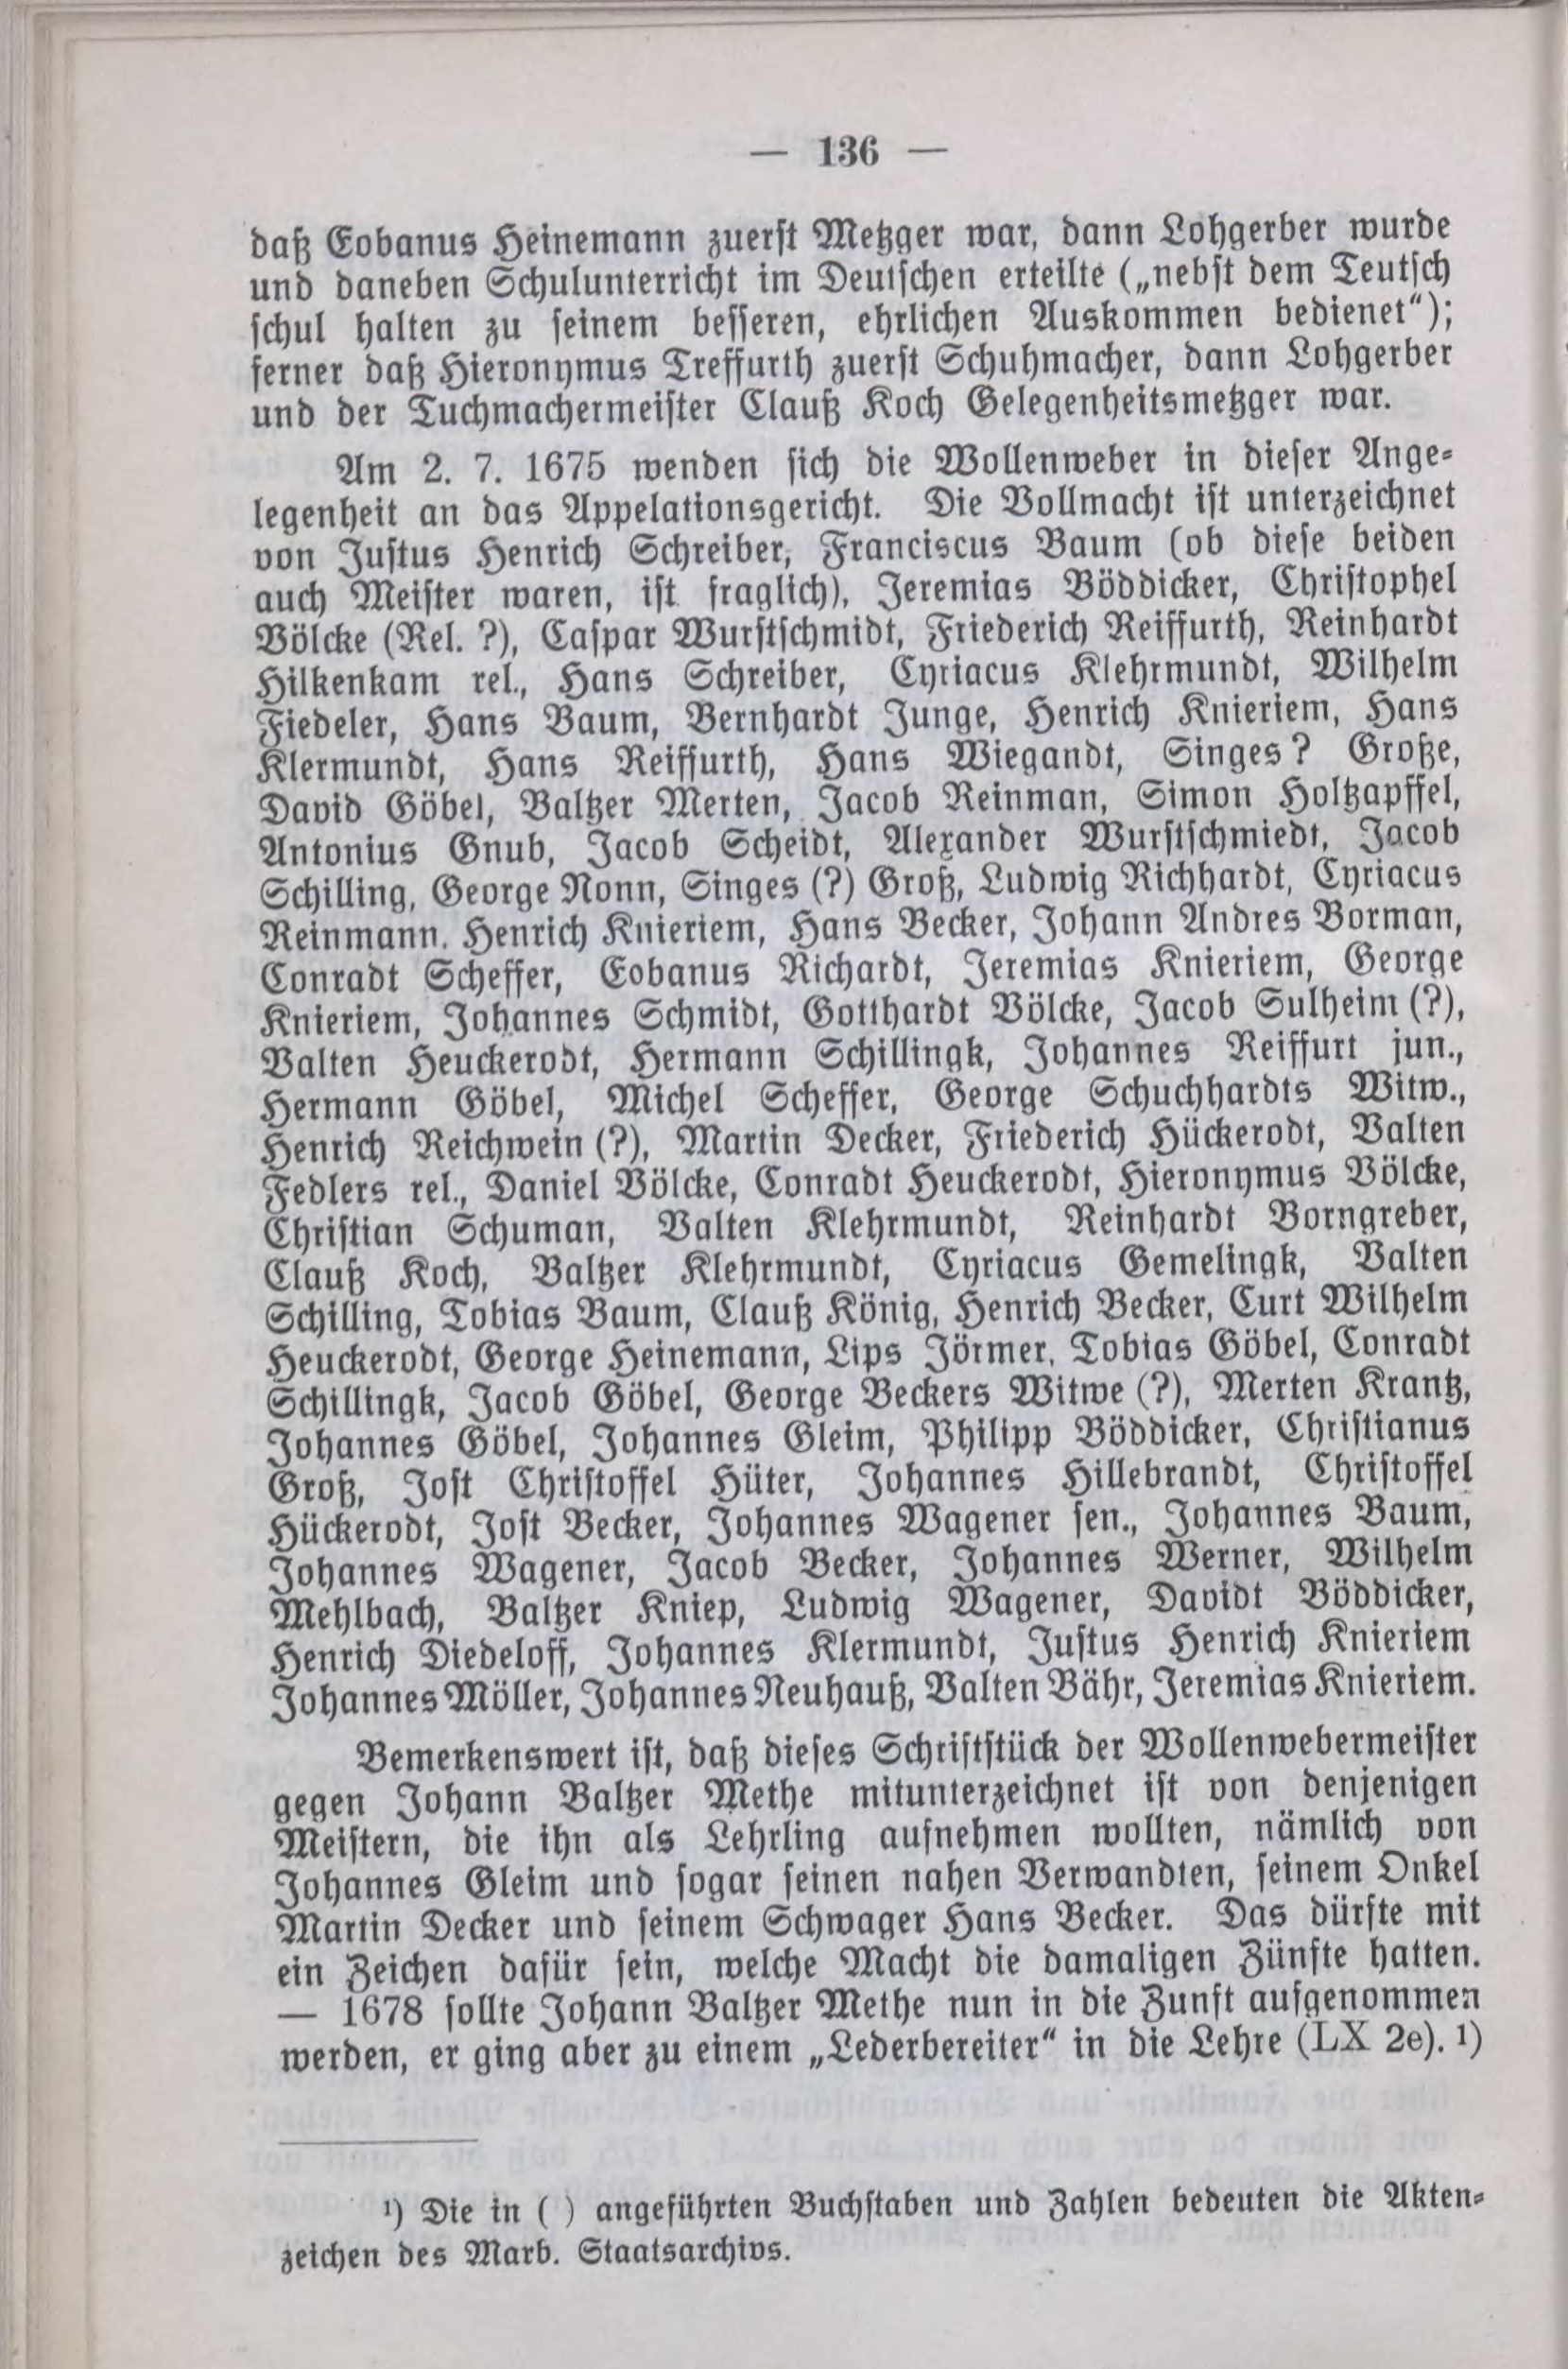 — 136 —
daß Eobanus Heinemann zuerst Metzger war, dann Lohgerber wurde
und daneben Schulunterricht im Deutschen erteilte („nebst dem Teutsch
schul halten zu seinem besseren, ehrlichen Auskommen bedienet“);
ferner daß Hieronymus Treffurth zuerst Schuhmacher, dann Lohgerber
und der Tuchmachermeister Clauß Koch Gelegenheitsmetzger war.
Am 2. 7. 1675 wenden sich die Wollenweber in dieser Ange-
legenheit an das Appelationsgericht. Die Vollmacht ist unterzeichnet
von Justus Henrich Schreiber, Franciscus Baum (ob diese beiden
auch Meister waren, ist fraglich), Jeremias Böddicker, Christophel
Völcke (Rel. ?), Caspar Wurstschmidt, Friederich Reiffurth, Reinhardt
Hilkenkam rel., Hans Schreiber, Cyriacus Klehrmundt, Wilhelm
Fiedeler, Hans Baum, Bernhardt Junge, Henrich Knieriem, Hans
Klermundt, Hans Reiffurth, Hans Wiegandt, Singes? Große,
David Göbel, Baltzer Merten, Jacob Reinman, Simon Holtzapffel,
Antonius Gnub, Jacob Scheidt, Alexander Wurstschmiedt, Jacob
Schilling, George Nonn, Singes (?) Groß, Ludwig Richhardt, Cyriacus
Reinmann, Henrich Knieriem, Hans Becker, Johann Andres Borman,
Conradt Scheffer, Eobanus Richardt, Jeremias Knieriem, George
Knieriem, Johannes Schmidt, Gotthardt Völcke, Jacob Sulheim (?),
Valten Heuckerodt, Hermann Schillingk, Johannes Reiffurt jun.,
Hermann Göbel, Michel Scheffer, George Schuchhardts Witw.,
Henrich Reichwein (?), Martin Decker, Friederich Hückerodt, Valten
Fedlers rel., Daniel Völcke, Conradt Heuckerodt, Hieronymus Völcke,
Christian Schuman, Valten Klehrmundt, Reinhardt Borngreber,
Clauß Koch, Baltzer Klehrmundt, Cyriacus Gemelingk, Valten
Schilling, Tobias Baum, Clauß König, Henrich Becker, Curt Wilhelm
Heuckerodt, George Heinemann, Lips Jörmer, Tobias Göbel, Conradt
Schillingk, Jacob Göbel, George Beckers Witwe (?), Merten Krantz,
Johannes Göbel, Johannes Gleim, Philipp Böddicker, Christianus
Groß, Jost Christoffel Hüter, Johannes Hillebrandt, Christoffel
Hückerodt, Jost Becker, Johannes Wagener sen., Johannes Baum,
Johannes Wagener, Jacob Becker, Johannes Werner, Wilhelm
Mehlbach, Baltzer Kniep, Ludwig Wagener, Davidt Böddicker,
Henrich Diedeloff, Johannes Klermundt, Justus Henrich Knieriem
Johannes Möller, Johannes Neuhauß, Valten Bähr, Jeremias Knieriem.
Bemerkenswert ist, daß dieses Schriftstück der Wollenwebermeister
gegen Johann Baltzer Methe mitunterzeichnet ist von denjenigen
Meistern, die ihn als Lehrling aufnehmen wollten, nämlich von
Johannes Gleim und sogar seinen nahen Verwandten, seinem Onkel
Martin Decker und seinem Schwager Hans Becker. Das dürfte mit
ein Zeichen dafür sein, welche Macht die damaligen Zünfte hatten.
— 1678 sollte Johann Baltzer Methe nun in die Zunft aufgenommen
werden, er ging aber zu einem „Lederbereiter“ in die Lehre (LX 2e). ¹)
¹) Die in ( ) angeführten Buchstaben und Zahlen bedeuten die Akten-
zeichen des Marb. Staatsarchivs.